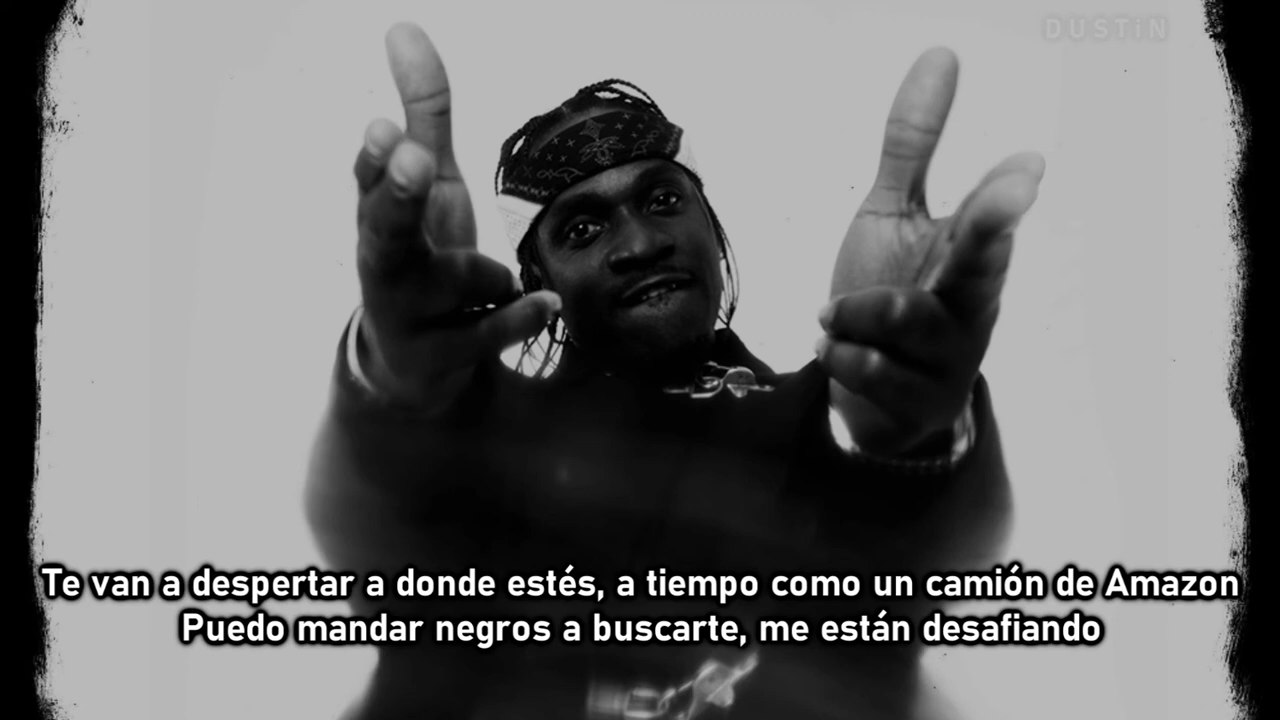 DUSTiN
Te van a despertar a donde estés, a tiempo como un camión de Amazon
Puedo mandar negros a buscarte, me están desafiando